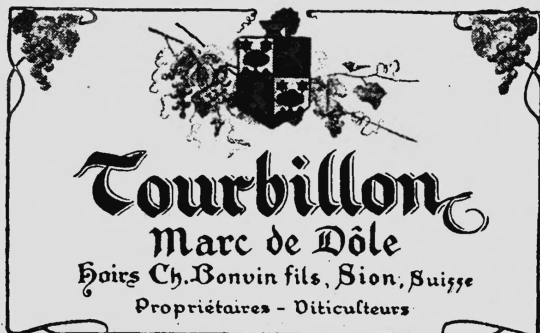 Tourbillon
Marc de Dôle
Hoirs Ch. Bonvin fils, Sion, Suisse
Propriétaires - Viticulteurs